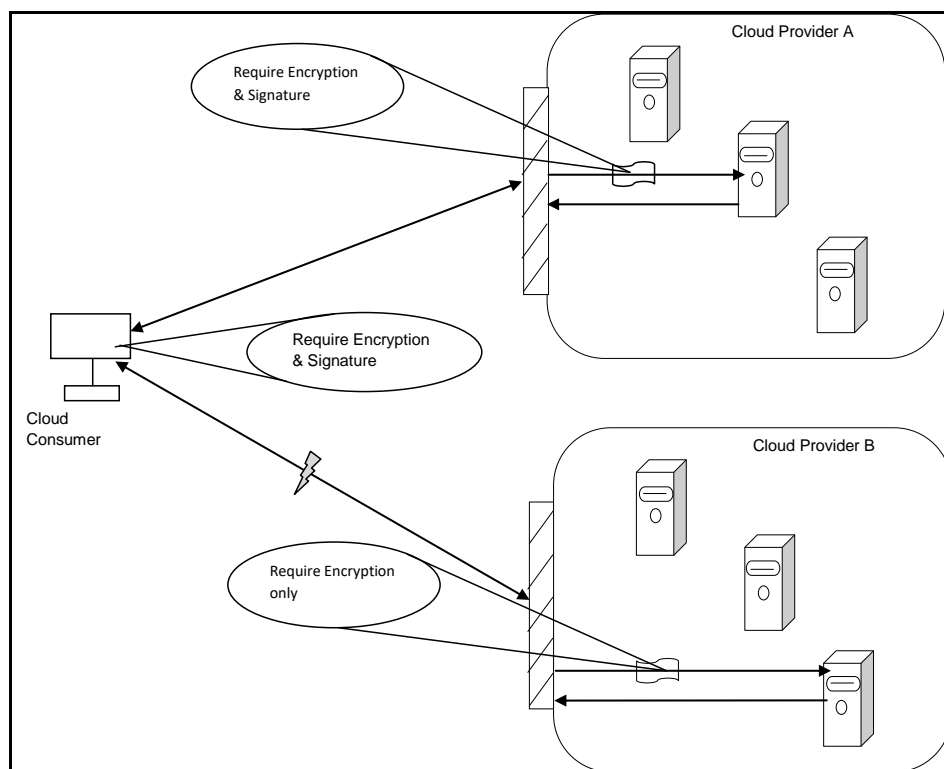 Cloud Provider A
Require Encryption
& Signature
Require Encryption
& Signature
Cloud
Consumer
Cloud Provider B
Require Encryption
only